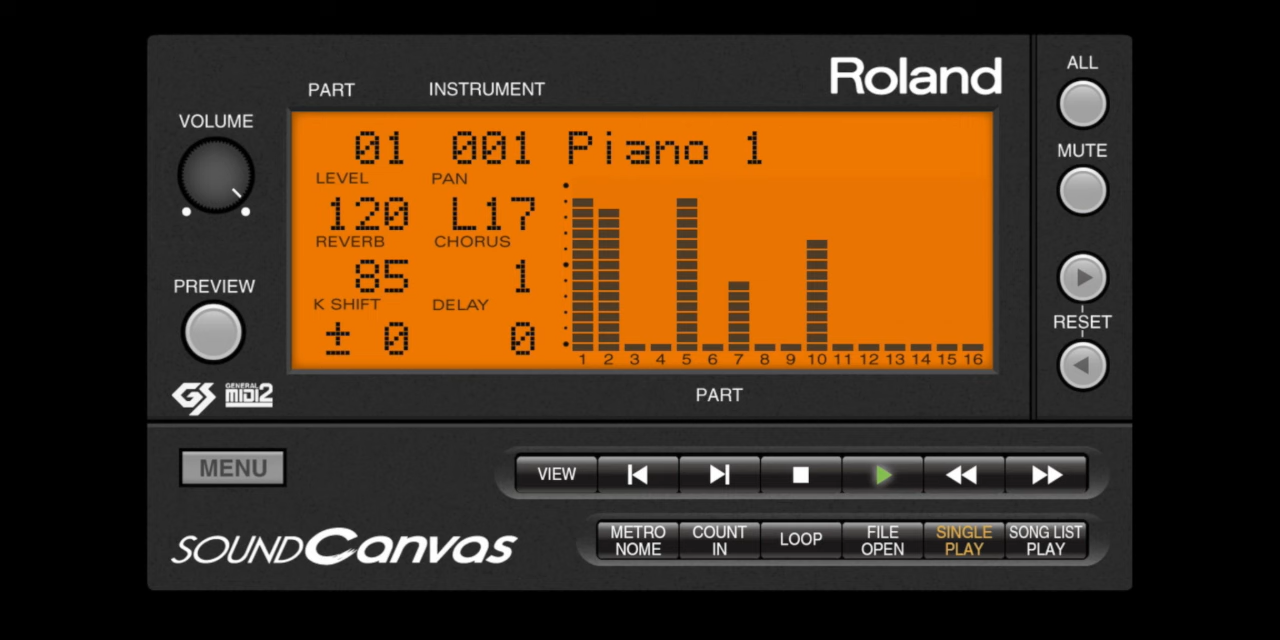 PART INSTRUMENT Roland ALL
VOLUME
01 001 Piano 1
MUTE
LEVEL PAN
120 L17
REVERB CHORUS
85 1
PREVIEW
K SHIFT DELAY
± 0 0
RESET
1 2 3 4 5 6 7 8 9 10 11 12 13 14 15 16
GS GENERAL MIDI2
PART
MENU
VIEW
SOUND Canvas
METRO NOME
COUNT IN
LOOP
FILE OPEN
SINGLE PLAY
SONG LIST PLAY